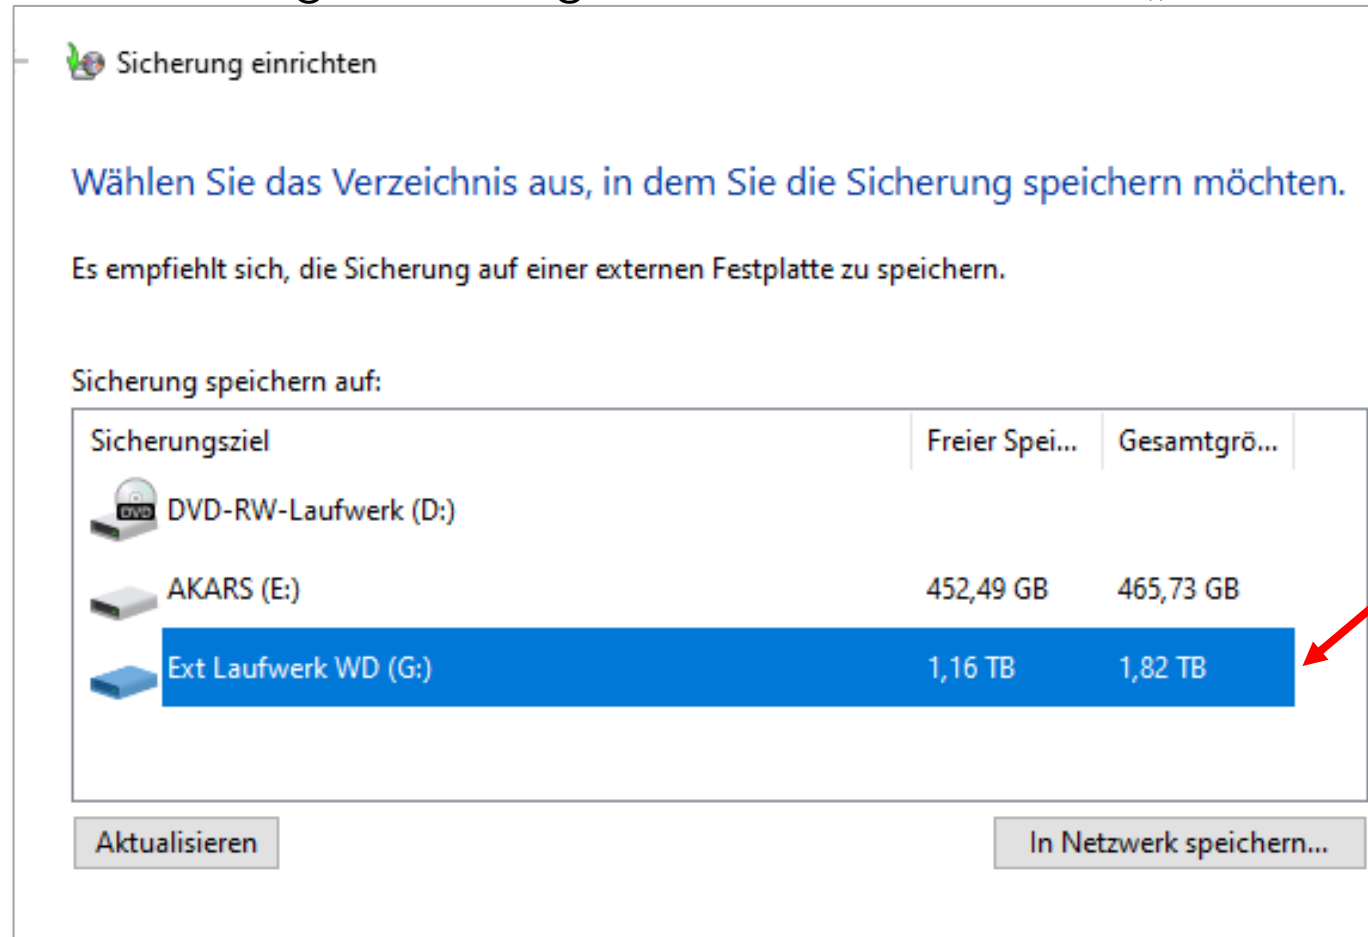 Sicherung einrichten
Wählen Sie das Verzeichnis aus, in dem Sie die Sicherung speichern möchten.
Es empfiehlt sich, die Sicherung auf einer externen Festplatte zu speichern.
Sicherung speichern auf:
Sicherungsziel Freier Spei... Gesamtgrö...
DVD
DVD-RW-Laufwerk (D:)
AKARS (E:) 452,49 GB 465,73 GB
Ext Laufwerk WD (G:) 1,16 TB 1,82 TB
Aktualisieren In Netzwerk speichern...